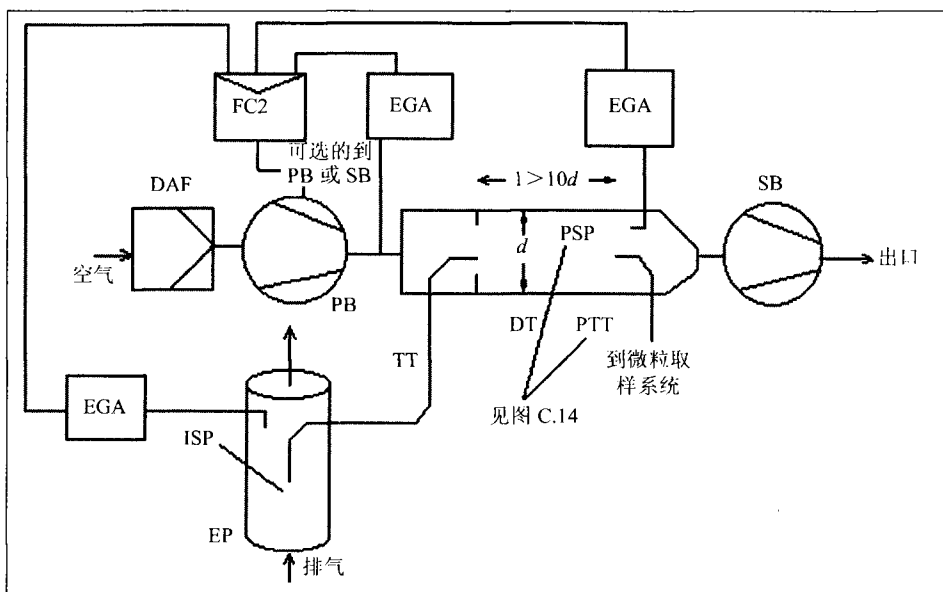 FC2
EGA
EGA
可选的到
PB 或 SB
DAF
1＞10d
SB
d
PSP
空气
出口
PB
DT
PTT
TT
到微粒取
样系统
EGA
见图 C.14
ISP
EP
排气